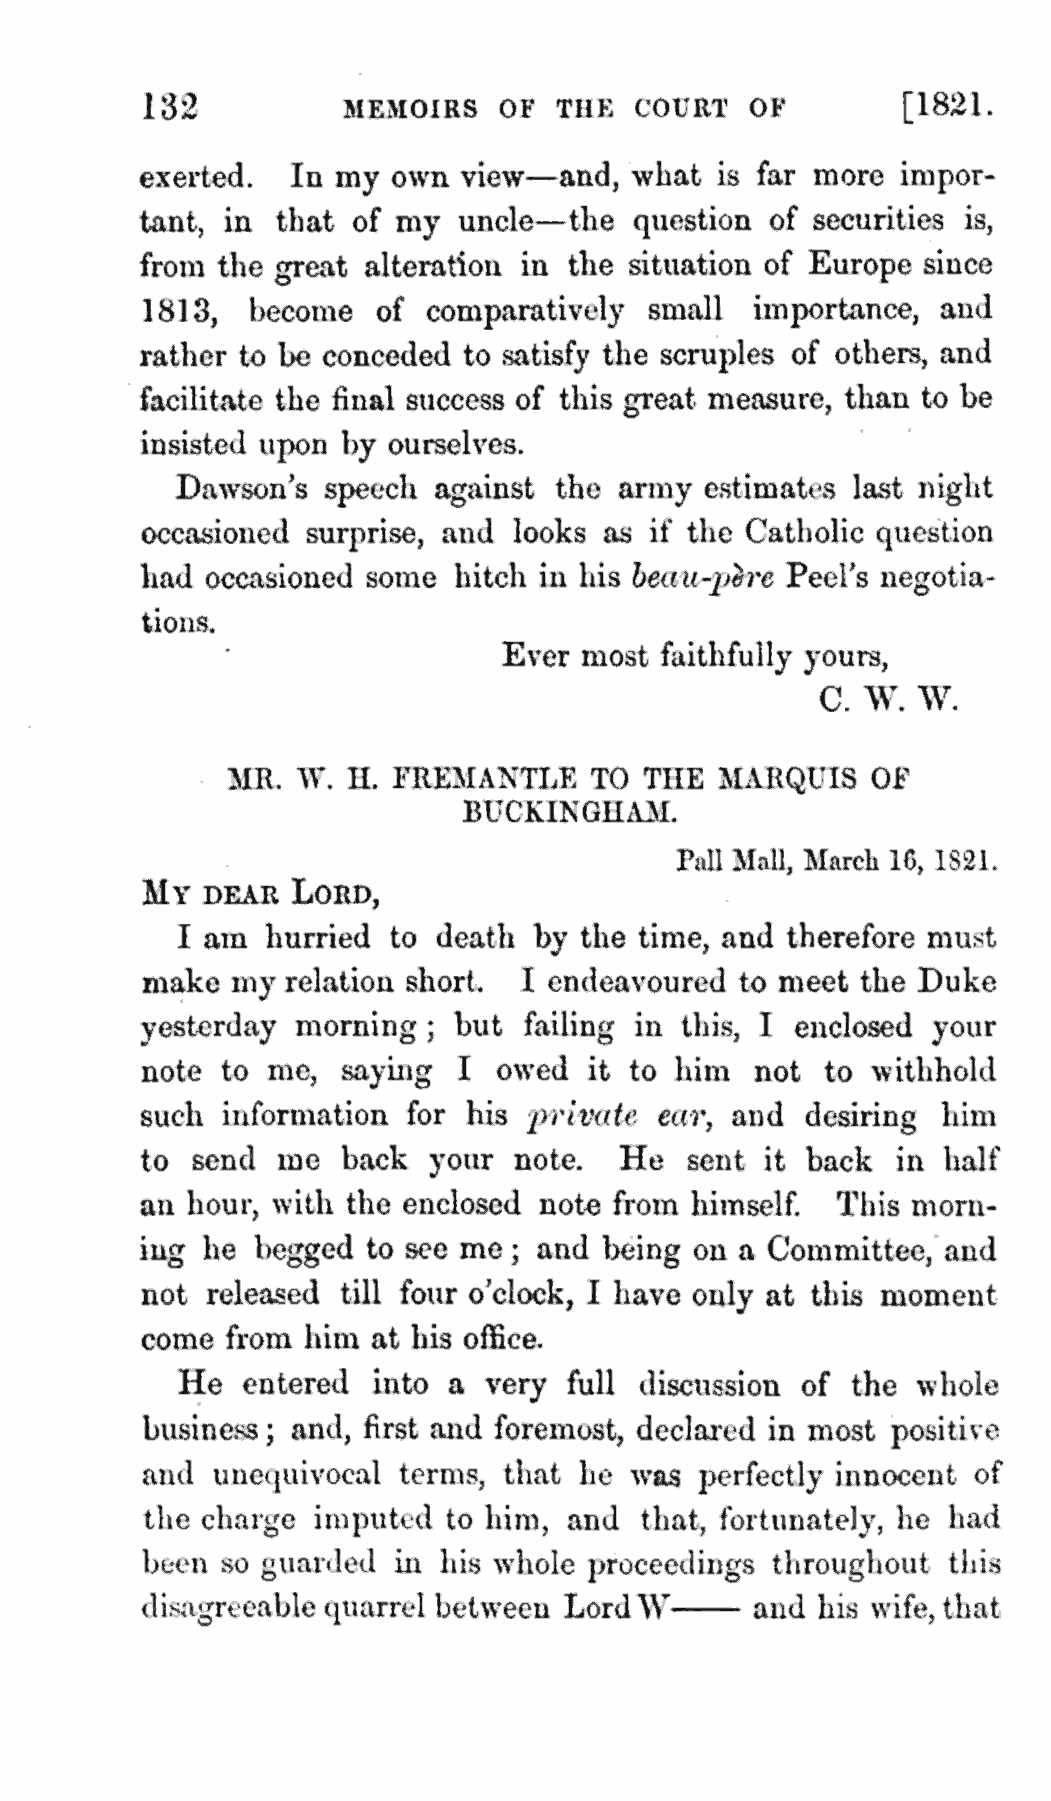 132 MEMOIRS OF THE COURT OF [1821.
exerted. In my own view—and, what is far more impor-
tant, in that of my uncle—the question of securities is,
from the great alteration in the situation of Europe since
1813, become of comparatively small importance, and
rather to be conceded to satisfy the scruples of others, and
facilitate the final success of this great measure, than to be
insisted upon by ourselves.
Dawson's speech against the army estimates last night
occasioned surprise, and looks as if the Catholic question
had occasioned some hitch in his beau-père Peel's negotia-
tions.
Ever most faithfully yours,
C. W. W.
MR. W. H. FREMANTLE TO THE MARQUIS OF
BUCKINGHAM.
Pall Mall, March 16, 1821.
MY DEAR LORD,
I am hurried to death by the time, and therefore must
make my relation short. I endeavoured to meet the Duke
yesterday morning; but failing in this, I enclosed your
note to me, saying I owed it to him not to withhold
such information for his private ear, and desiring him
to send me back your note. He sent it back in half
an hour, with the enclosed note from himself. This morn-
ing he begged to see me; and being on a Committee, and
not released till four o'clock, I have only at this moment
come from him at his office.
He entered into a very full discussion of the whole
business; and, first and foremost, declared in most positive
and unequivocal terms, that he was perfectly innocent of
the charge imputed to him, and that, fortunately, he had
been so guarded in his whole proceedings throughout this
disagreeable quarrel between Lord W—— and his wife, that